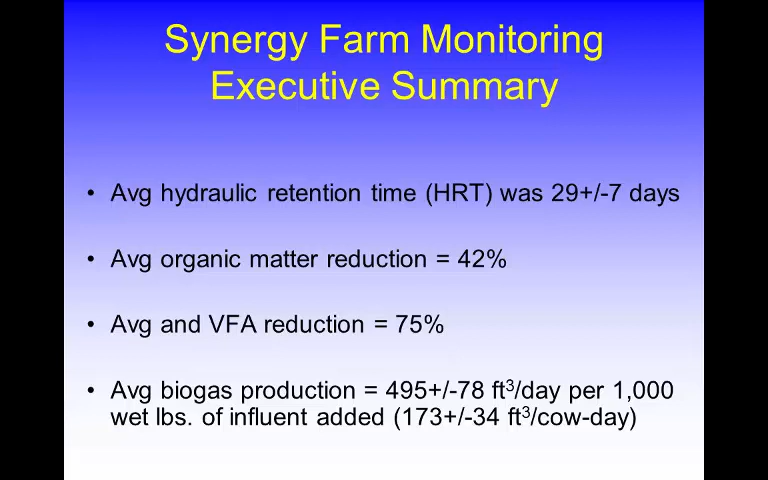 Synergy Farm Monitoring
Executive Summary
• Avg hydraulic retention time (HRT) was 29+/-7 days
• Avg organic matter reduction = 42%
• Avg and VFA reduction = 75%
• Avg biogas production = 495+/-78 ft³/day per 1,000
wet lbs. of influent added (173+/-34 ft³/cow-day)